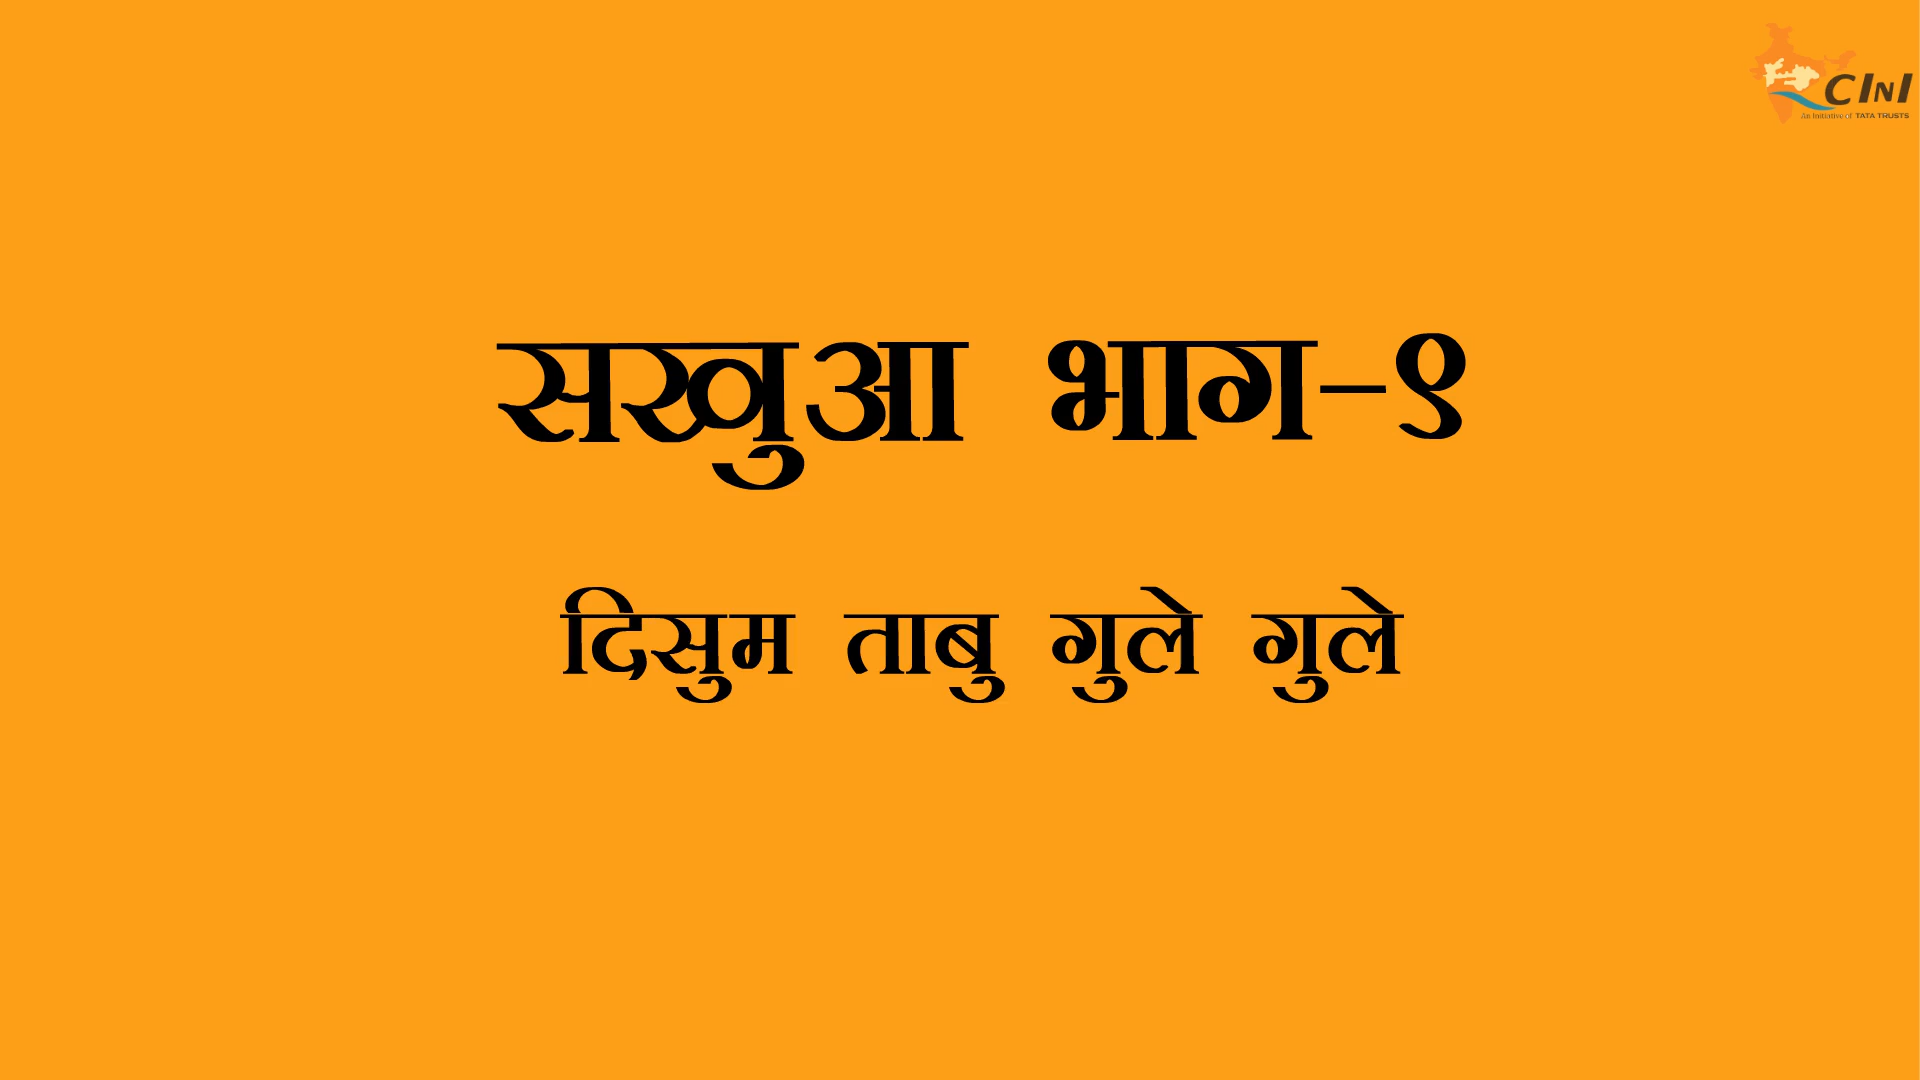 सखुआ भाग-९
दिसुम ताबु गुले गुले
CInI
An Initiative of TATA TRUSTS